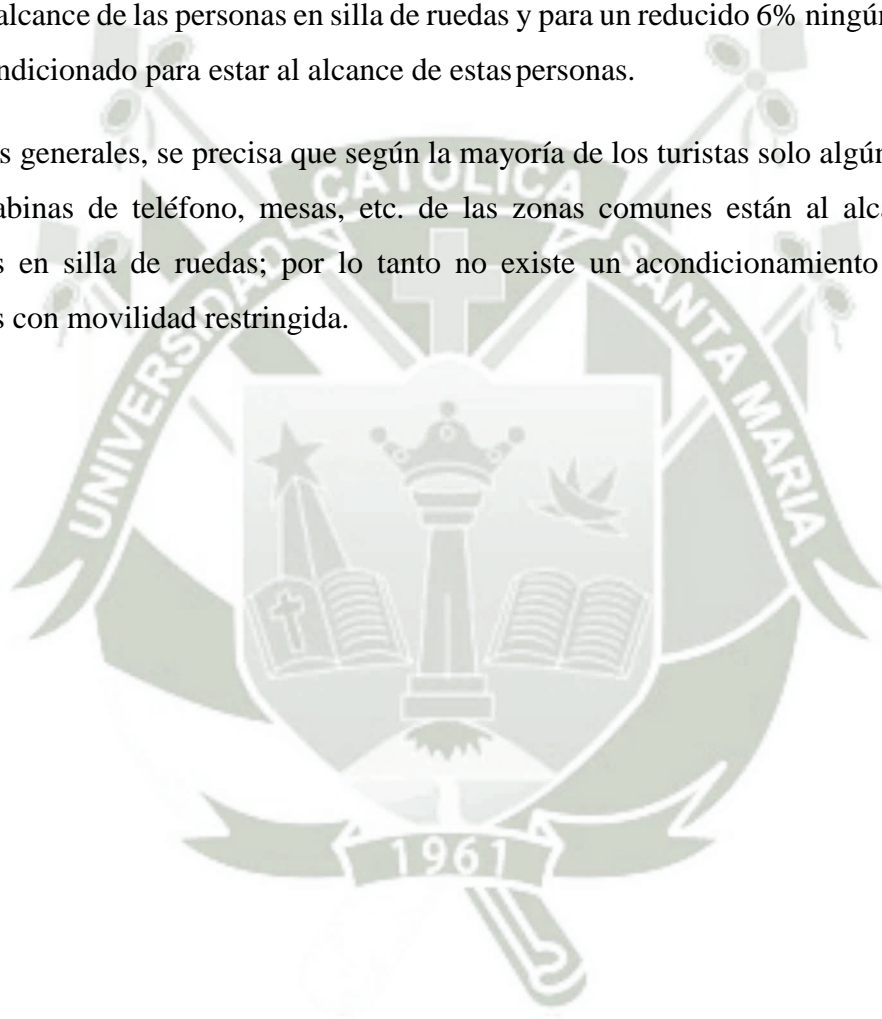 alcance de las personas en silla de ruedas y para un reducido 6% ningún
ndicionado para estar al alcance de estas personas.
s generales, se precisa que según la mayoría de los turistas solo algún
abinas de teléfono, mesas, etc. de las zonas comunes están al alc
s en silla de ruedas; por lo tanto no existe un acondicionamiento
s con movilidad restringida.
UNIVERSIDAD CATOLICA SANTA MARIA
1961